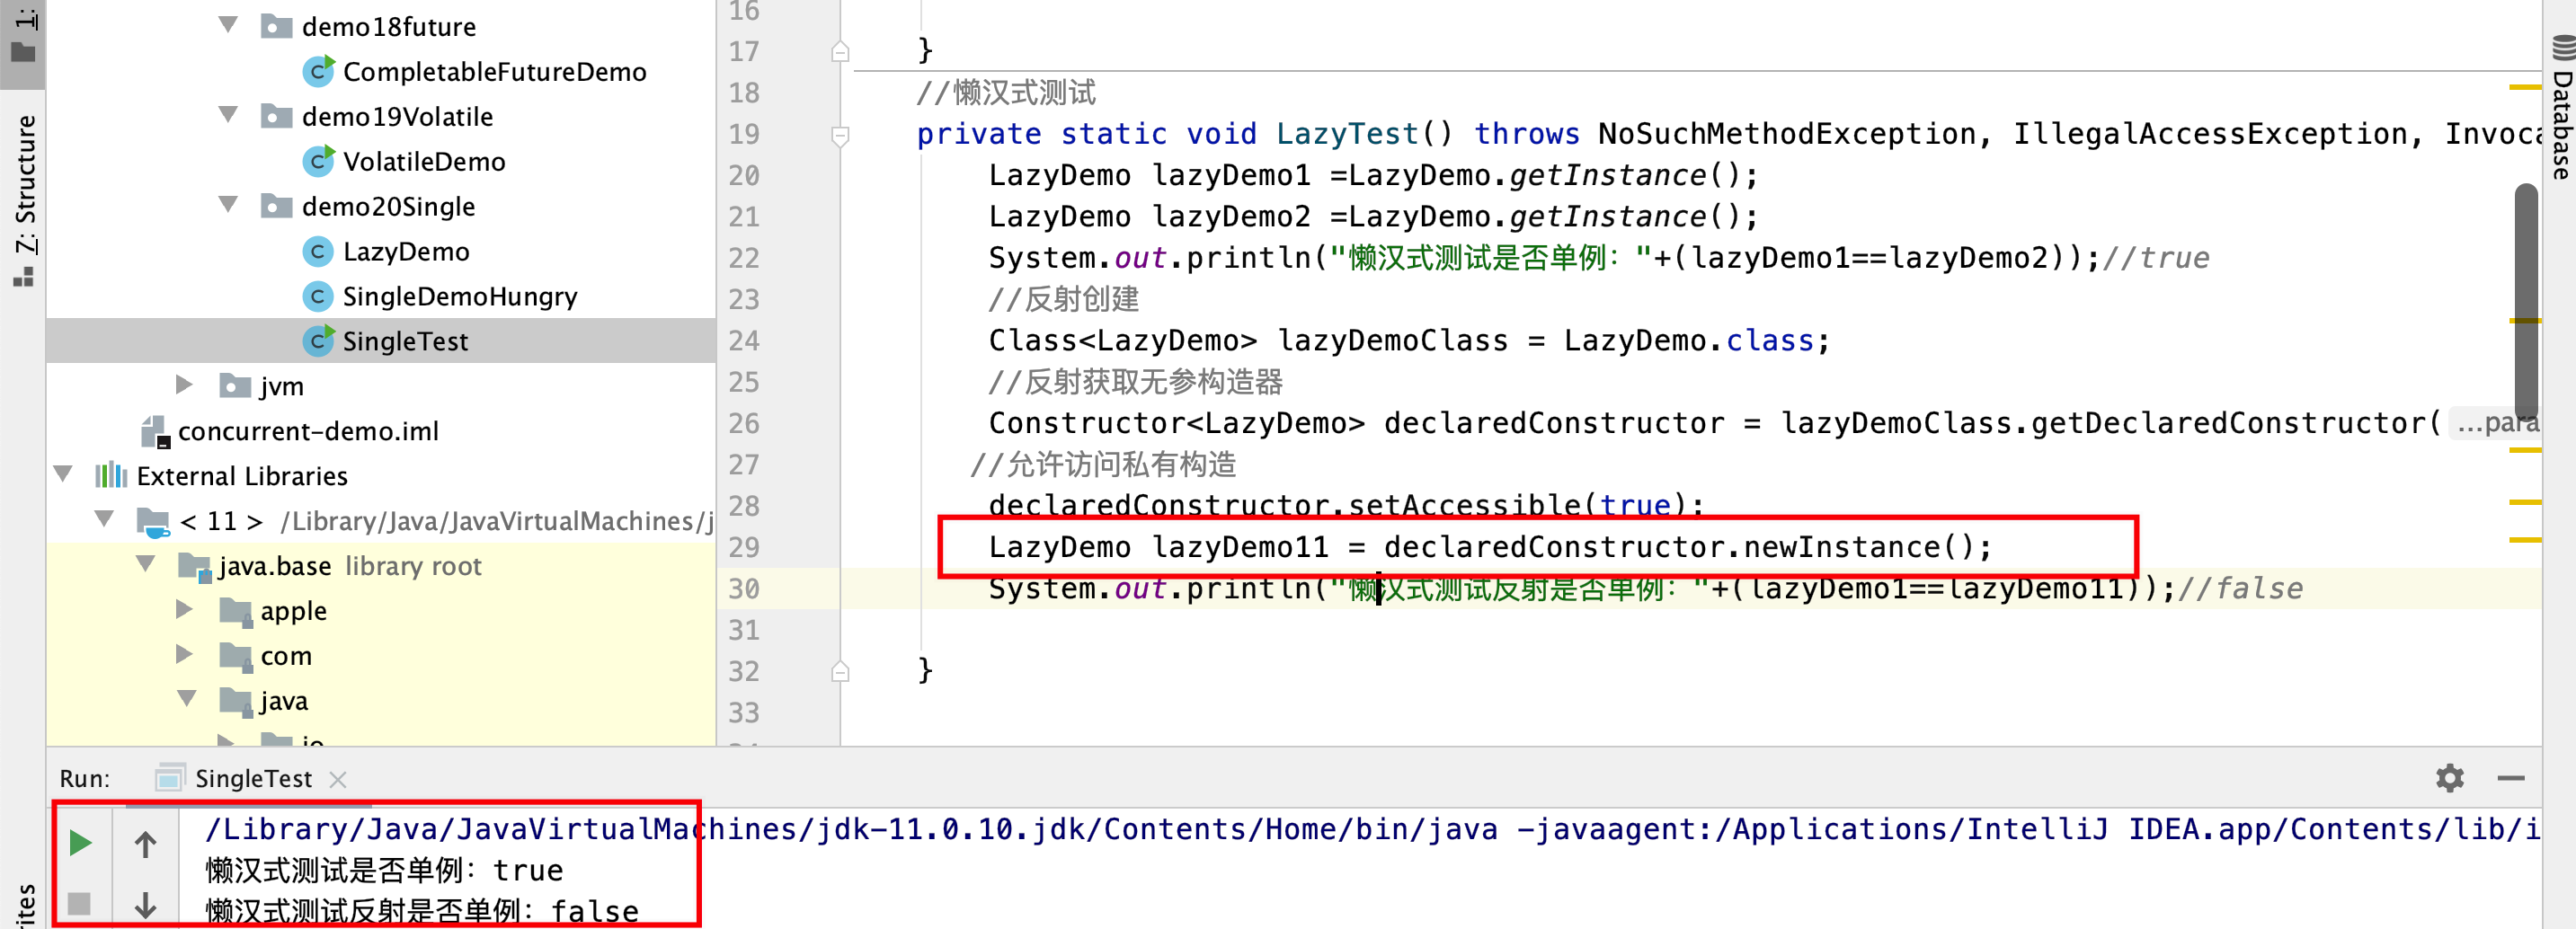 1:
Z: Structure
rites
demo18future
CompletableFutureDemo
demo19Volatile
VolatileDemo
demo20Single
LazyDemo
SingleDemoHungry
SingleTest
jvm
concurrent-demo.iml
External Libraries
< 11 > /Library/Java/JavaVirtualMachines/j
java.base library root
apple
com
java
io
16
17 }
18 //懒汉式测试
19 private static void LazyTest() throws NoSuchMethodException, IllegalAccessException, Invoca
20 LazyDemo lazyDemo1 =LazyDemo.getInstance();
21 LazyDemo lazyDemo2 =LazyDemo.getInstance();
22 System.out.println("懒汉式测试是否单例："+(lazyDemo1==lazyDemo2));//true
23 //反射创建
24 Class<LazyDemo> lazyDemoClass = LazyDemo.class;
25 //反射获取无参构造器
26 Constructor<LazyDemo> declaredConstructor = lazyDemoClass.getDeclaredConstructor( ...para
27 //允许访问私有构造
28 declaredConstructor.setAccessible(true);
29 LazyDemo lazyDemo11 = declaredConstructor.newInstance();
30 System.out.println("懒汉式测试反射是否单例："+(lazyDemo1==lazyDemo11));//false
31
32 }
33
Database
Run: SingleTest
/Library/Java/JavaVirtualMachines/jdk-11.0.10.jdk/Contents/Home/bin/java -javaagent:/Applications/IntelliJ IDEA.app/Contents/lib/i
懒汉式测试是否单例：true
懒汉式测试反射是否单例：false